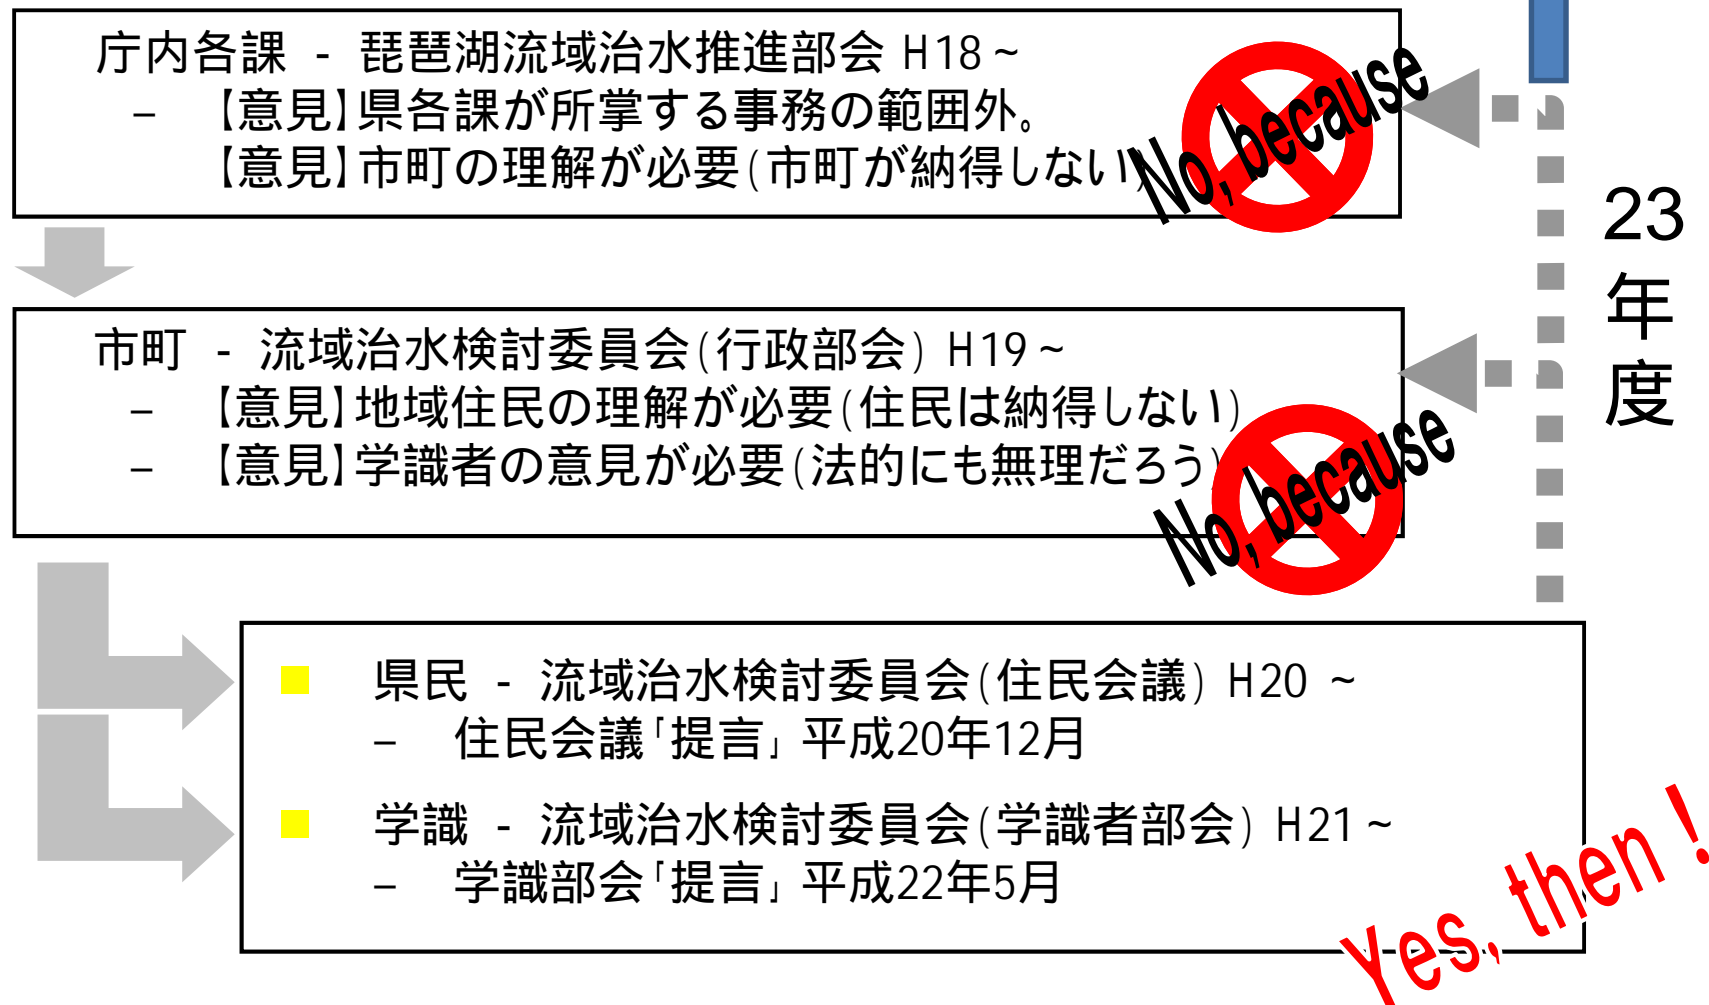 庁内各課 - 琵琶湖流域治水推進部会 H18～
– 【意見】県各課が所掌する事務の範囲外。
【意見】市町の理解が必要(市町が納得しない)
No, because
市町 - 流域治水検討委員会(行政部会) H19～
– 【意見】地域住民の理解が必要(住民は納得しない)
– 【意見】学識者の意見が必要(法的にも無理だろう)
No, because
県民 - 流域治水検討委員会(住民会議) H20 ～
– 住民会議「提言」 平成20年12月
学識 - 流域治水検討委員会(学識者部会) H21～
– 学識部会「提言」 平成22年5月
Yes, then !
23
年
度